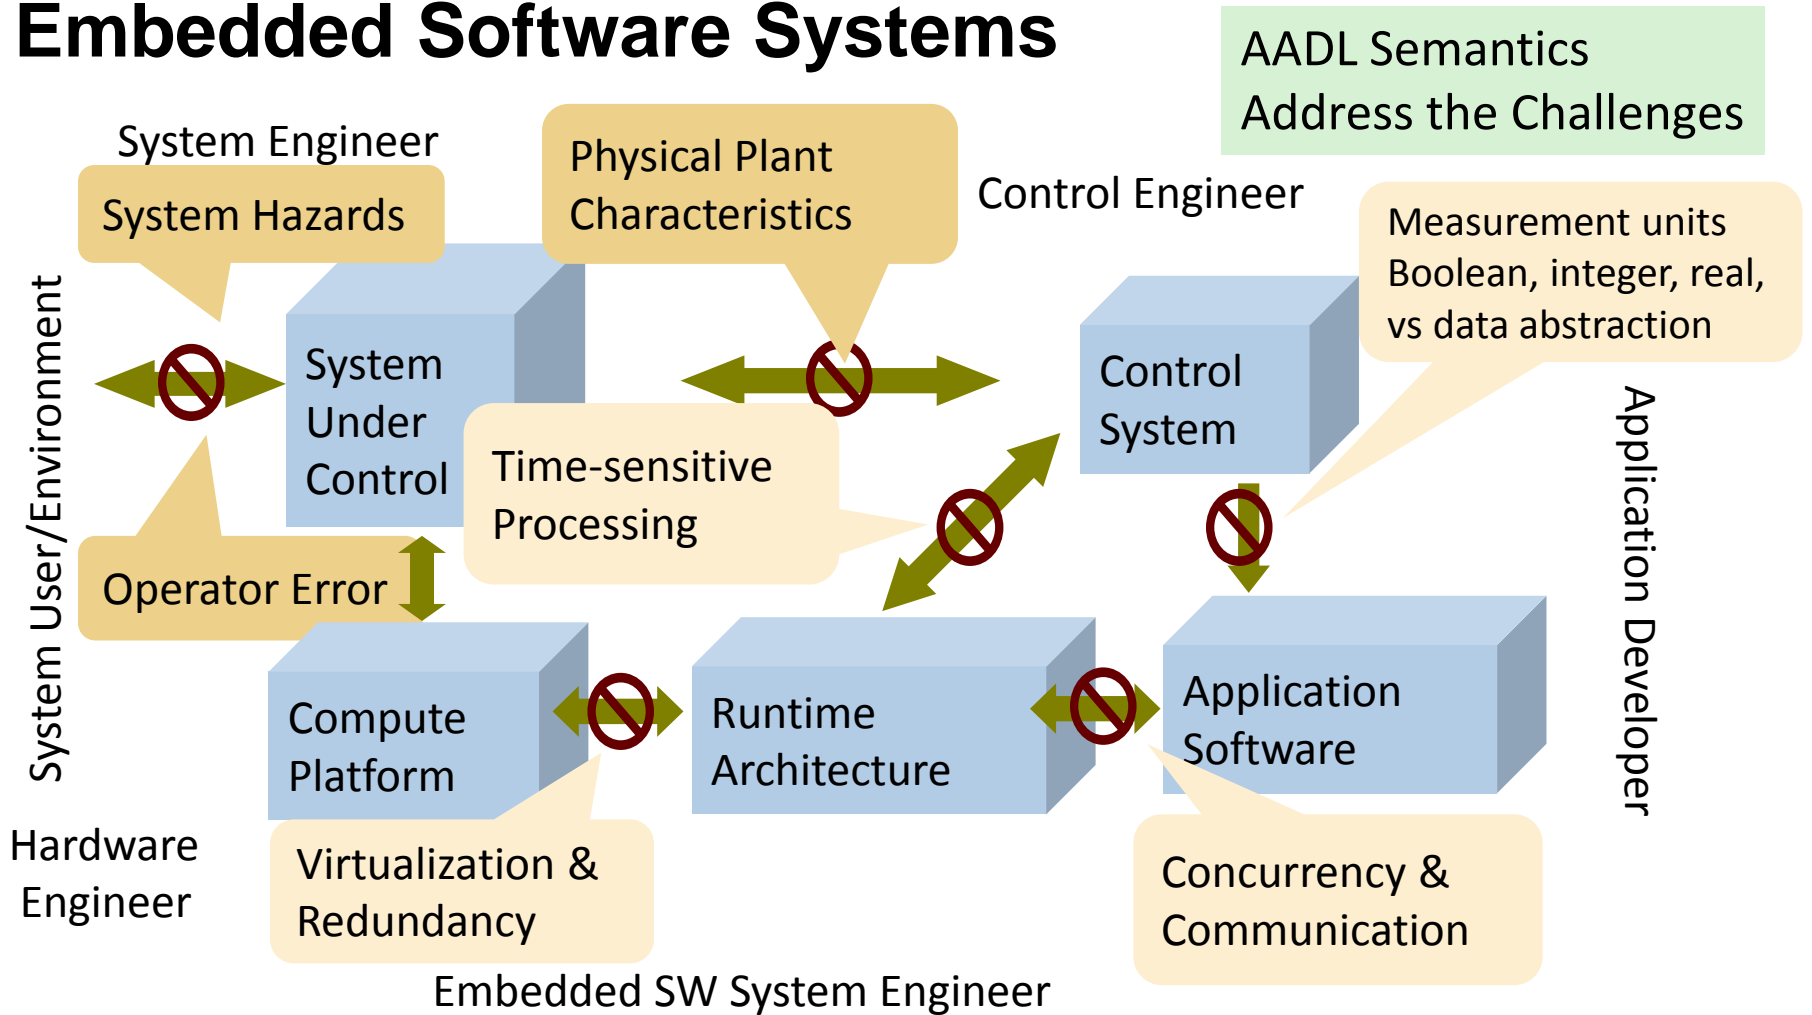 Embedded Software Systems
AADL Semantics
Address the Challenges
System Engineer
System Hazards
Physical Plant
Characteristics
Control Engineer
Measurement units
Boolean, integer, real,
vs data abstraction
System User/Environment
System
Under
Control
Control
System
Time-sensitive
Processing
Application Developer
Operator Error
Compute
Platform
Runtime
Architecture
Application
Software
Hardware
Engineer
Virtualization &
Redundancy
Concurrency &
Communication
Embedded SW System Engineer